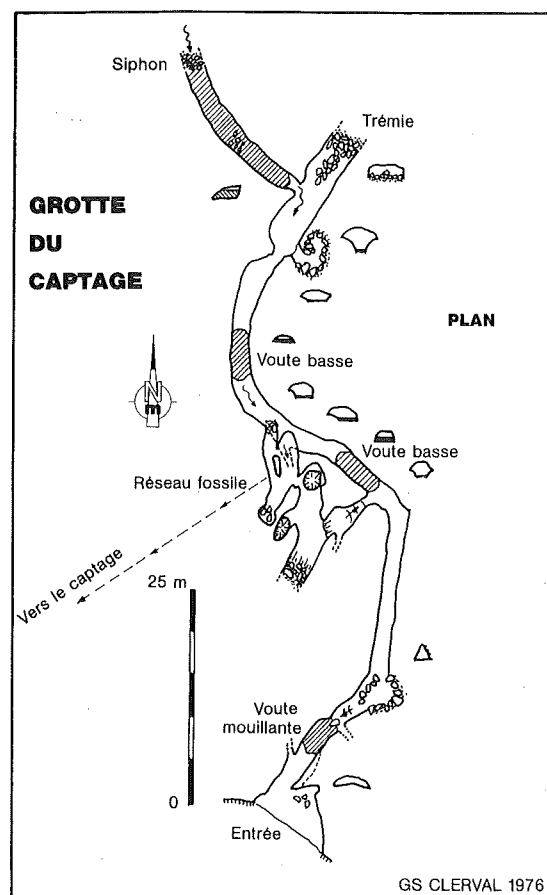 Siphon
Trémie
GROTTE
DU
CAPTAGE
PLAN
Voute basse
N
Voute basse
Réseau fossile
Vers le captage
25 m
Voute
mouillante
0
Entrée
GS CLERVAL 1976